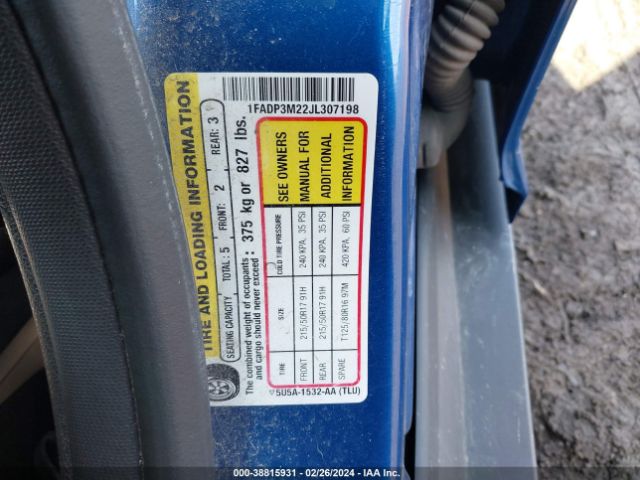 1FADP3M22JL307198
TIRE AND LOADING INFORMATION
SEATING CAPACITY TOTAL: 5 FRONT: 2 REAR: 3
The combined weight of occupants : 375 kg or 827 lbs.
and cargo should never exceed
TIRE SIZE COLD TIRE PRESSURE SEE OWNERS
FRONT 215/50R17 91H 240 KPA, 35 PSI MANUAL FOR
REAR 215/50R17 91H 240 KPA, 35 PSI ADDITIONAL
SPARE T125/80R16 97M 420 KPA, 60 PSI INFORMATION
5U5A-1532-AA (TLU)
000-38815931 - 02/26/2024 - IAA Inc.